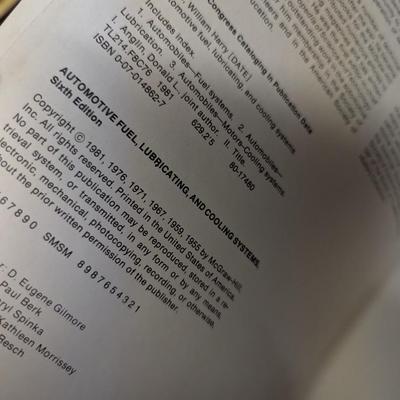 Congress Cataloging in Publication Data
William Harry [DATE]
omotive fuel, lubricating, and cooling systems
Includes index.
1. Automobiles—Fuel systems. 2. Automobiles—
Lubrication. 3. Automobiles—Motors—Cooling systems.
I. Anglin, Donald L., joint author. II. Title.
TL214.F8C76 1981 629.2'5 80-17480
ISBN 0-07-014862-7
AUTOMOTIVE FUEL, LUBRICATING, AND COOLING SYSTEMS,
Sixth Edition
Copyright © 1981, 1976, 1971, 1967, 1959, 1955 by McGraw-Hill,
Inc. All rights reserved. Printed in the United States of America.
No part of this publication may be reproduced, stored in a re-
trieval system, or transmitted, in any form or by any means,
electronic, mechanical, photocopying, recording, or otherwise,
out the prior written permission of the publisher.
67890 SMSM 8987654321
r: D. Eugene Gilmore
Paul Berk
ryl Spinka
Kathleen Morrissey
Besch